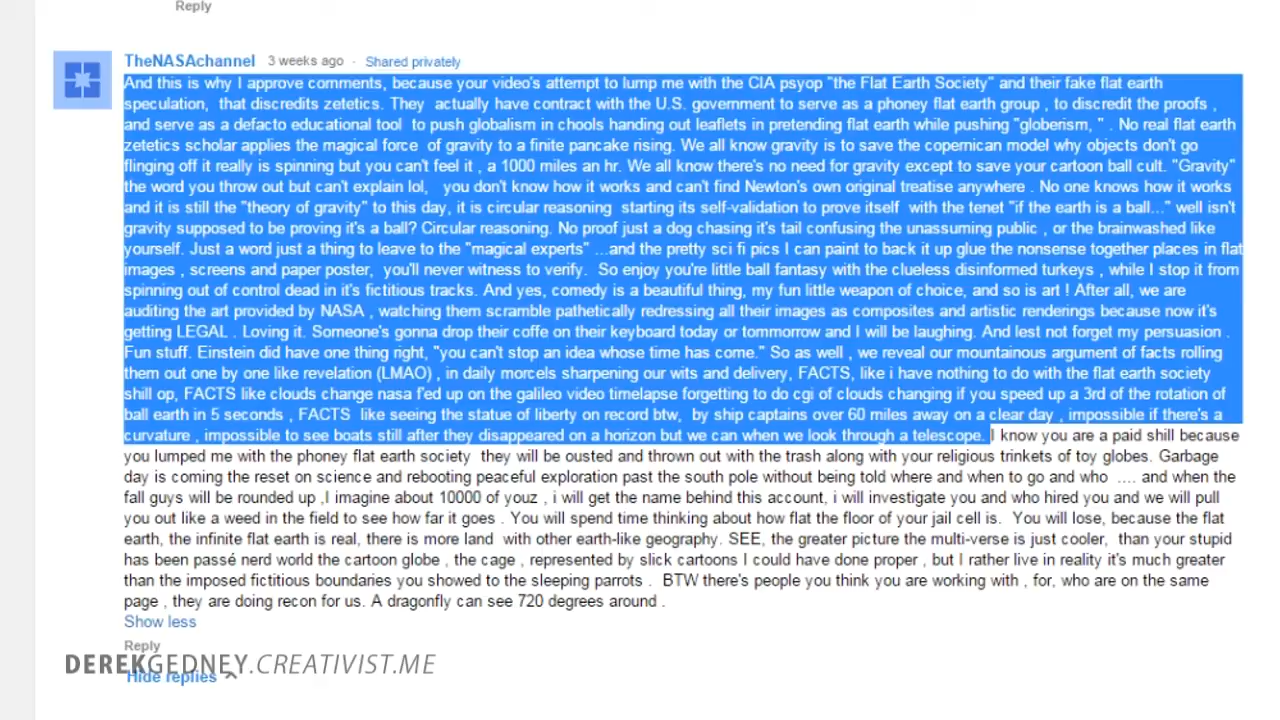 Reply
TheNASAchannel 3 weeks ago · Shared privately
And this is why I approve comments, because your video's attempt to lump me with the CIA psyop "the Flat Earth Society" and their fake flat earth
speculation,  that discredits zetetics. They  actually have contract with the U.S. government to serve as a phoney flat earth group , to discredit the proofs ,
and serve as a defacto educational tool  to push globalism in chools handing out leaflets in pretending flat earth while pushing "globerism, " . No real flat earth
zetetics scholar applies the magical force  of gravity to a finite pancake rising. We all know gravity is to save the copernican model why objects don't go
flinging off it really is spinning but you can't feel it , a 1000 miles an hr. We all know there's no need for gravity except to save your cartoon ball cult. "Gravity"
the word you throw out but can't explain lol,   you don't know how it works and can't find Newton's own original treatise anywhere . No one knows how it works
and it is still the "theory of gravity" to this day, it is circular reasoning  starting its self-validation to prove itself  with the tenet "if the earth is a ball..." well isn't
gravity supposed to be proving it's a ball? Circular reasoning. No proof just a dog chasing it's tail confusing the unassuming public , or the brainwashed like
yourself. Just a word just a thing to leave to the "magical experts" ...and the pretty sci fi pics I can paint to back it up glue the nonsense together places in flat
images , screens and paper poster,  you'll never witness to verify.  So enjoy you're little ball fantasy with the clueless disinformed turkeys , while I stop it from
spinning out of control dead in it's fictitious tracks. And yes, comedy is a beautiful thing, my fun little weapon of choice, and so is art ! After all, we are
auditing the art provided by NASA , watching them scramble pathetically redressing all their images as composites and artistic renderings because now it's
getting LEGAL . Loving it. Someone's gonna drop their coffe on their keyboard today or tommorrow and I will be laughing. And lest not forget my persuasion .
Fun stuff. Einstein did have one thing right, "you can't stop an idea whose time has come." So as well , we reveal our mountainous argument of facts rolling
them out one by one like revelation (LMAO) , in daily morcels sharpening our wits and delivery, FACTS, like i have nothing to do with the flat earth society
shill op, FACTS like clouds change nasa f'ed up on the galileo video timelapse forgetting to do cgi of clouds changing if you speed up a 3rd of the rotation of
ball earth in 5 seconds , FACTS  like seeing the statue of liberty on record btw,  by ship captains over 60 miles away on a clear day , impossible if there's a
curvature , impossible to see boats still after they disappeared on a horizon but we can when we look through a telescope. I know you are a paid shill because
you lumped me with the phoney flat earth society  they will be ousted and thrown out with the trash along with your religious trinkets of toy globes. Garbage
day is coming the reset on science and rebooting peaceful exploration past the south pole without being told where and when to go and who  .... and when the
fall guys will be rounded up ,I imagine about 10000 of youz , i will get the name behind this account, i will investigate you and who hired you and we will pull
you out like a weed in the field to see how far it goes . You will spend time thinking about how flat the floor of your jail cell is.  You will lose, because the flat
earth, the infinite flat earth is real, there is more land  with other earth-like geography. SEE, the greater picture the multi-verse is just cooler,  than your stupid
has been passé nerd world the cartoon globe , the cage , represented by slick cartoons I could have done proper , but I rather live in reality it's much greater
than the imposed fictitious boundaries you showed to the sleeping parrots .  BTW there's people you think you are working with , for, who are on the same
page , they are doing recon for us. A dragonfly can see 720 degrees around .
Show less
Reply
DEREKGEDNEY.CREATIVIST.ME
Hide replies